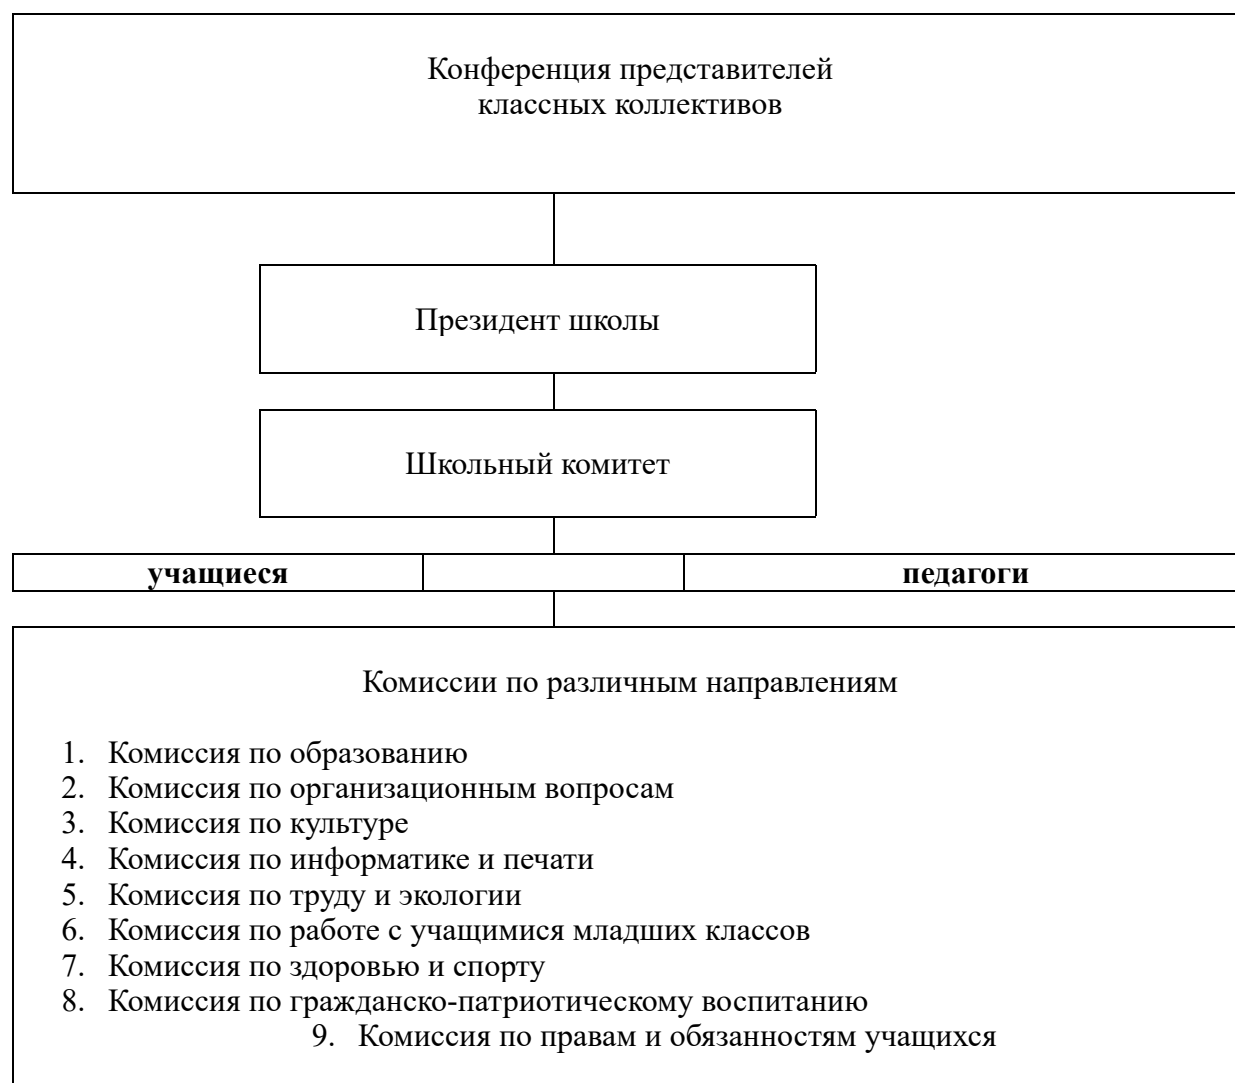 Конференция представителей
классных коллективов
Президент школы
Школьный комитет
учащиеся педагоги
Комиссии по различным направлениям
1. Комиссия по образованию
2. Комиссия по организационным вопросам
3. Комиссия по культуре
4. Комиссия по информатике и печати
5. Комиссия по труду и экологии
6. Комиссия по работе с учащимися младших классов
7. Комиссия по здоровью и спорту
8. Комиссия по гражданско-патриотическому воспитанию
9. Комиссия по правам и обязанностям учащихся